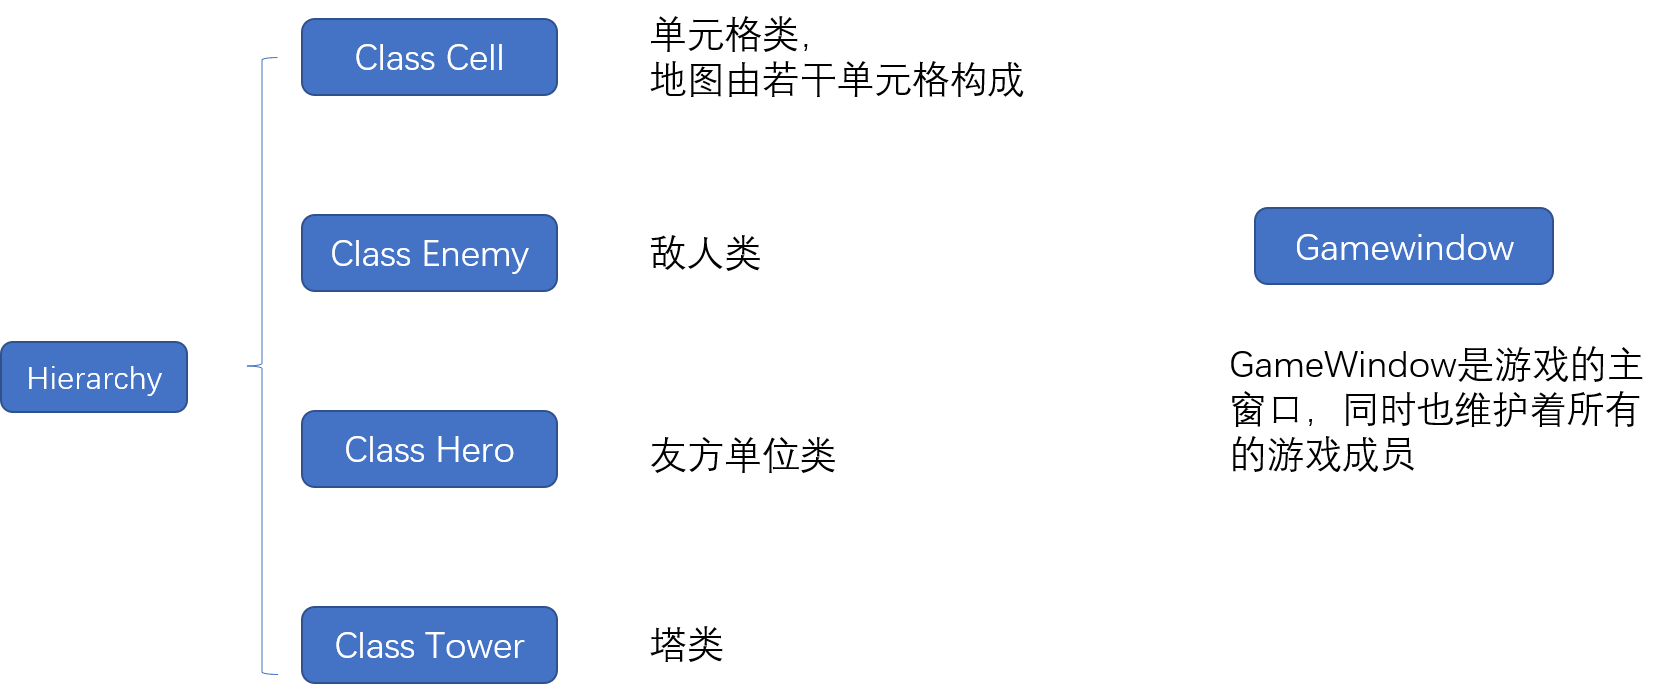 Class Cell
单元格类，
地图由若干单元格构成
Class Enemy
敌人类
Gamewindow
Hierarchy
GameWindow是游戏的主
窗口，同时也维护着所有
的游戏成员
Class Hero
友方单位类
Class Tower
塔类